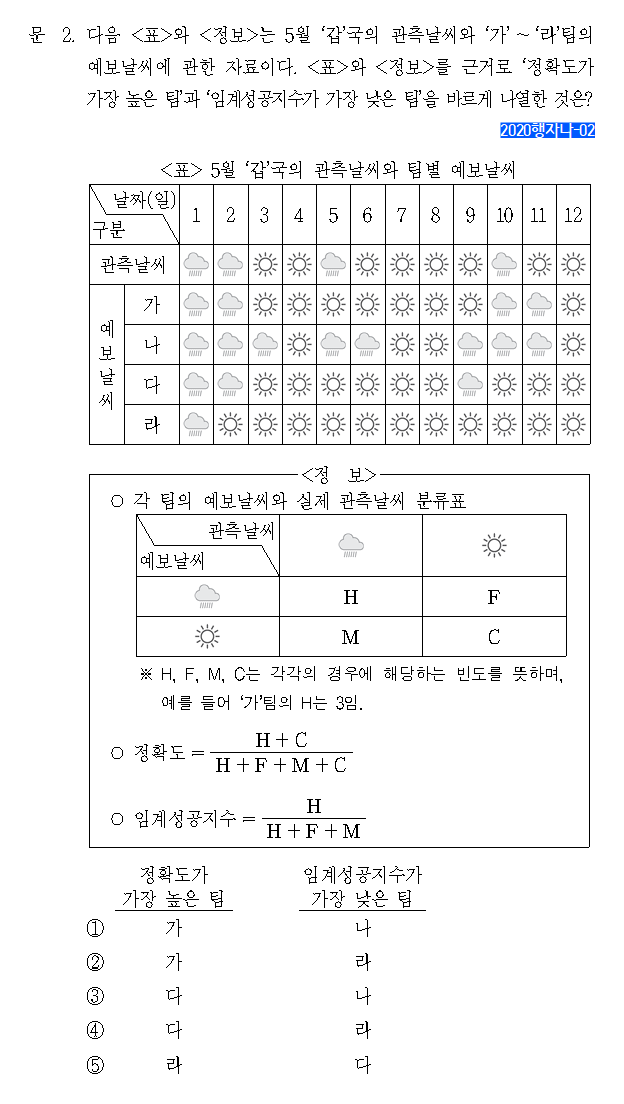 문 2. 다음 <표>와 <정보>는 5월 ‘갑’국의 관측날씨와 ‘가’~‘라’팀의
예보날씨에 관한 자료이다. <표>와 <정보>를 근거로 ‘정확도가
가장 높은 팀’과 ‘임계성공지수가 가장 낮은 팀’을 바르게 나열한 것은?
2020행자나-02
<표> 5월 ‘갑’국의 관측날씨와 팀별 예보날씨
날짜(일) 1 2 3 4 5 6 7 8 9 10 11 12
구분
관측날씨
예보날씨
가
나
다
라
<정 보>
○ 각 팀의 예보날씨와 실제 관측날씨 분류표
관측날씨
예보날씨
H F
M C
※ H, F, M, C는 각각의 경우에 해당하는 빈도를 뜻하며,
예를 들어 ‘가’팀의 H는 3임.
○ 정확도 =
H + C
H + F + M + C
○ 임계성공지수 =
H
H + F + M
정확도가 임계성공지수가
가장 높은 팀 가장 낮은 팀
① 가 나
② 가 라
③ 다 나
④ 다 라
⑤ 라 다